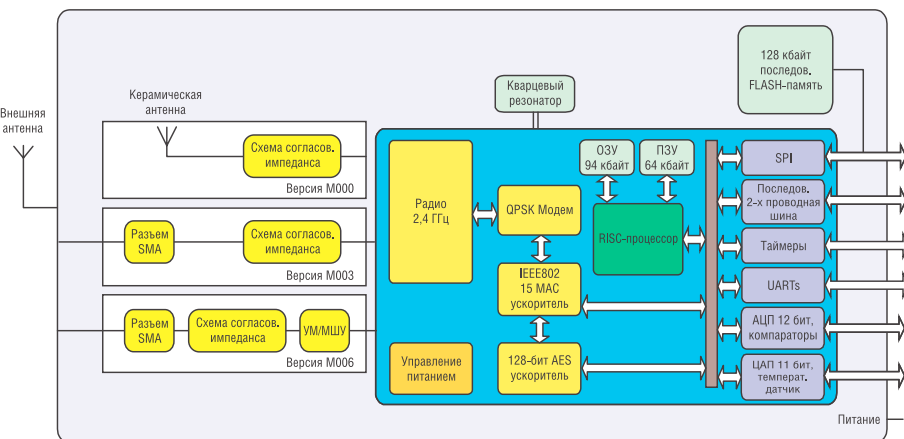 128 кбайт
последов.
FLASH-память
Кварцевый
резонатор
Внешняя
антенна
Керамическая
антенна
Схема согласов.
импеданса
Версия M000
Разъем
SMA
Схема согласов.
импеданса
Версия M003
Разъем
SMA
Схема согласов.
импеданса
УМ/МШУ
Версия M006
Радио
2,4 ГГц
QPSK Модем
IEEE802
15 MAC
ускоритель
128-бит AES
ускоритель
Управление
питанием
ОЗУ
94 кбайт
ПЗУ
64 кбайт
RISC-процессор
SPI
Последов.
2-х проводная
шина
Таймеры
UARTs
АЦП 12 бит,
компараторы
ЦАП 11 бит,
температ.
датчик
Питание